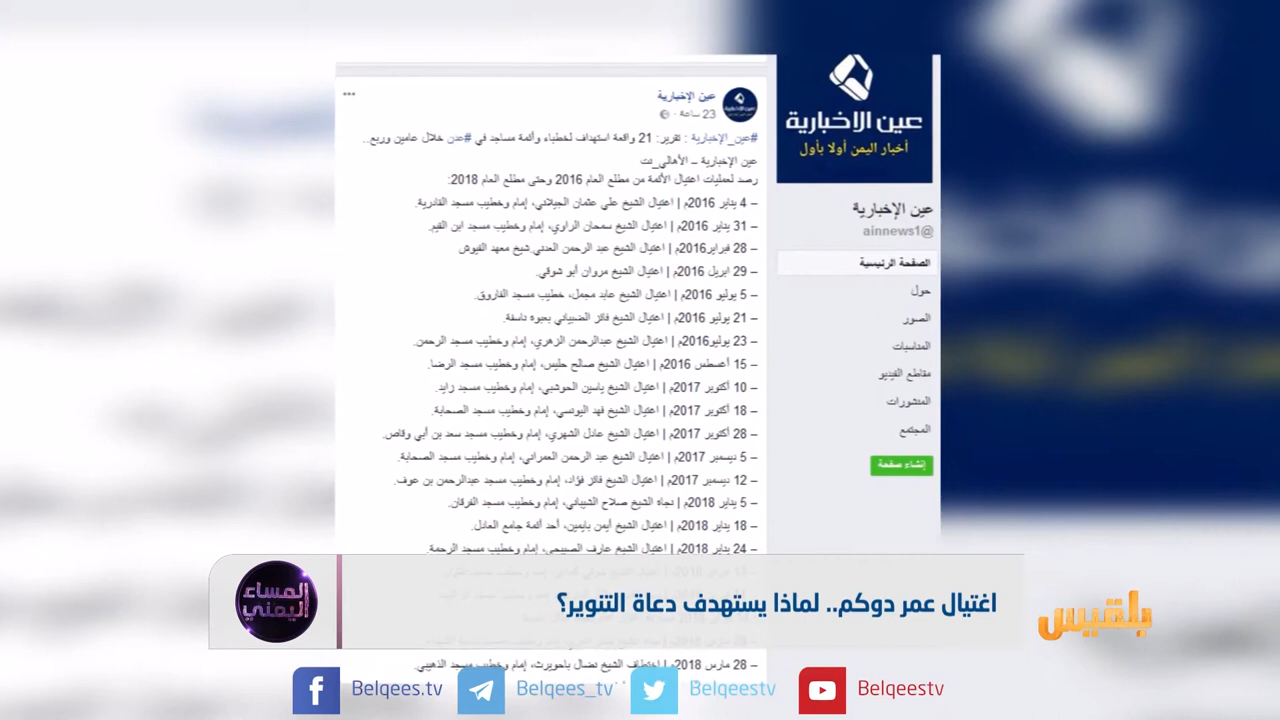 عين الإخبارية
23 ساعة
#عين_الإخبارية : تقرير: 21 واقعة استهداف لخطباء وأئمة مساجد في #عدن خلال عامين وربع..
عين الإخبارية – الأهالي_نت
رصد لعمليات اغتيال الأئمة من مطلع العام 2016 وحتى مطلع العام 2018:
– 4 يناير 2016م | اغتيال الشيخ علي عثمان الجيلاني، إمام وخطيب مسجد القادرية.
– 31 يناير 2016م | اغتيال الشيخ سمحان الراوي، إمام وخطيب مسجد ابن القيم.
– 28 فبراير2016م | اغتيال الشيخ عبد الرحمن العدني شيخ معهد الفيوش
– 29 ابريل 2016م | اغتيال الشيخ مروان أبو شوقي.
– 5 يوليو 2016م | اغتيال الشيخ عابد مجمل، خطيب مسجد الفاروق.
– 21 يوليو 2016م | اغتيال الشيخ فائز الضبياني بعبوه ناسفة.
– 23 يوليو2016م | اغتيال الشيخ عبدالرحمن الزهري، إمام وخطيب مسجد الرحمن.
– 15 أغسطس 2016م | اغتيال الشيخ صالح حليس، إمام وخطيب مسجد الرضا.
– 10 أكتوبر 2017م | اغتيال الشيخ ياسين الحوشبي، إمام وخطيب مسجد زايد.
– 18 أكتوبر 2017م | اغتيال الشيخ فهد اليونسي، إمام وخطيب مسجد الصحابة.
– 28 أكتوبر 2017م | اغتيال الشيخ عادل الشهري، إمام وخطيب مسجد سعد بن أبي وقاص.
– 5 ديسمبر 2017م | اغتيال الشيخ عبد الرحمن العمراني، إمام وخطيب مسجد الصحابة.
– 12 ديسمبر 2017م | اغتيال الشيخ فائز فؤاد، إمام وخطيب مسجد عبدالرحمن بن عوف.
– 5 يناير 2018م | نجاه الشيخ صلاح الشيباني، إمام وخطيب مسجد الفرقان.
– 18 يناير 2018م | اغتيال الشيخ أيمن بايمين، أحد أئمة جامع العادل.
– 24 يناير 2018م | اغتيال الشيخ عارف الصبيحي، إمام وخطيب مسجد الرحمة.
– 28 مارس 2018م | اختطاف الشيخ نضال باحويرث، إمام وخطيب مسجد الذهيبي.
عين الاخبارية
أخبار اليمن أولا بأول
عين الإخبارية
@ainnews1
الصفحة الرئيسية
حول
الصور
المناسبات
مقاطع الفيديو
المنشورات
المجتمع
إنشاء صفحة
المساء اليمني
اغتيال عمر دوكم.. لماذا يستهدف دعاة التنوير؟
بلقيس
Belqees.tv
Belqees_tv
Belqeestv
Belqeestv